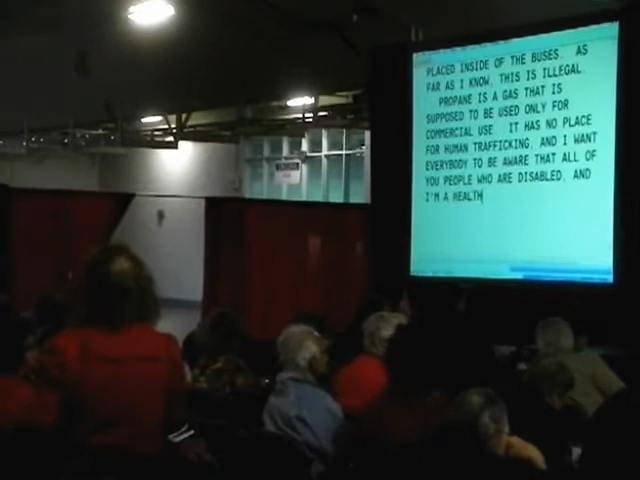 PLACED INSIDE OF THE BUSES. AS
FAR AS I KNOW, THIS IS ILLEGAL.
PROPANE IS A GAS THAT IS
SUPPOSED TO BE USED ONLY FOR
COMMERCIAL USE. IT HAS NO PLACE
FOR HUMAN TRAFFICKING, AND I WANT
EVERYBODY TO BE AWARE THAT ALL OF
YOU PEOPLE WHO ARE DISABLED, AND
I'M A HEALTH